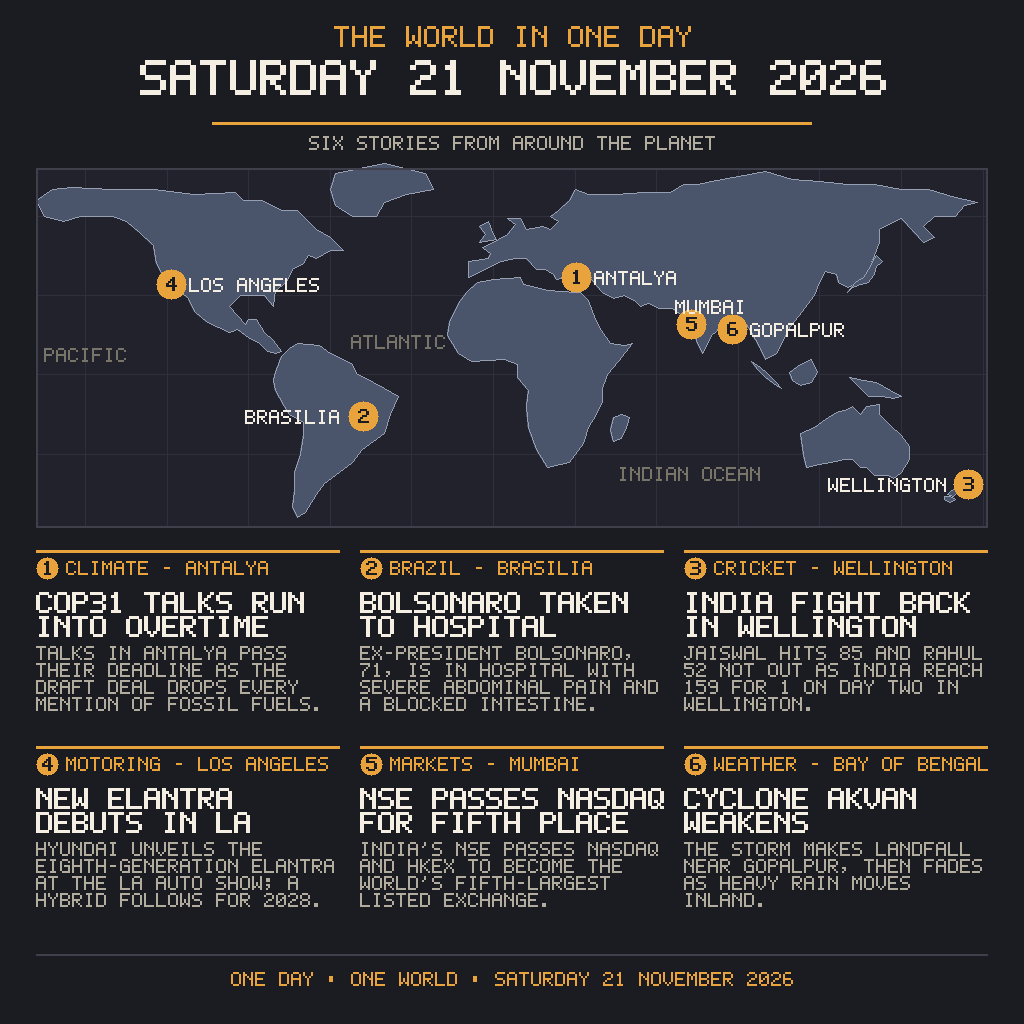 THE WORLD IN ONE DAY
SATURDAY 21 NOVEMBER 2026
SIX STORIES FROM AROUND THE PLANET
1 ANTALYA
4 LOS ANGELES
MUMBAI
5
6 GOPALPUR
ATLANTIC
PACIFIC
BRASILIA 2
INDIAN OCEAN
WELLINGTON 3
1 CLIMATE - ANTALYA
COP31 TALKS RUN
INTO OVERTIME
TALKS IN ANTALYA PASS
THEIR DEADLINE AS THE
DRAFT DEAL DROPS EVERY
MENTION OF FOSSIL FUELS.
2 BRAZIL - BRASILIA
BOLSONARO TAKEN
TO HOSPITAL
EX-PRESIDENT BOLSONARO,
71, IS IN HOSPITAL WITH
SEVERE ABDOMINAL PAIN AND
A BLOCKED INTESTINE.
3 CRICKET - WELLINGTON
INDIA FIGHT BACK
IN WELLINGTON
JAISWAL HITS 85 AND RAHUL
52 NOT OUT AS INDIA REACH
159 FOR 1 ON DAY TWO IN
WELLINGTON.
4 MOTORING - LOS ANGELES
NEW ELANTRA
DEBUTS IN LA
HYUNDAI UNVEILS THE
EIGHTH-GENERATION ELANTRA
AT THE LA AUTO SHOW; A
HYBRID FOLLOWS FOR 2028.
5 MARKETS - MUMBAI
NSE PASSES NASDAQ
FOR FIFTH PLACE
INDIA'S NSE PASSES NASDAQ
AND HKEX TO BECOME THE
WORLD'S FIFTH-LARGEST
LISTED EXCHANGE.
6 WEATHER - BAY OF BENGAL
CYCLONE AKVAN
WEAKENS
THE STORM MAKES LANDFALL
NEAR GOPALPUR, THEN FADES
AS HEAVY RAIN MOVES
INLAND.
ONE DAY • ONE WORLD • SATURDAY 21 NOVEMBER 2026